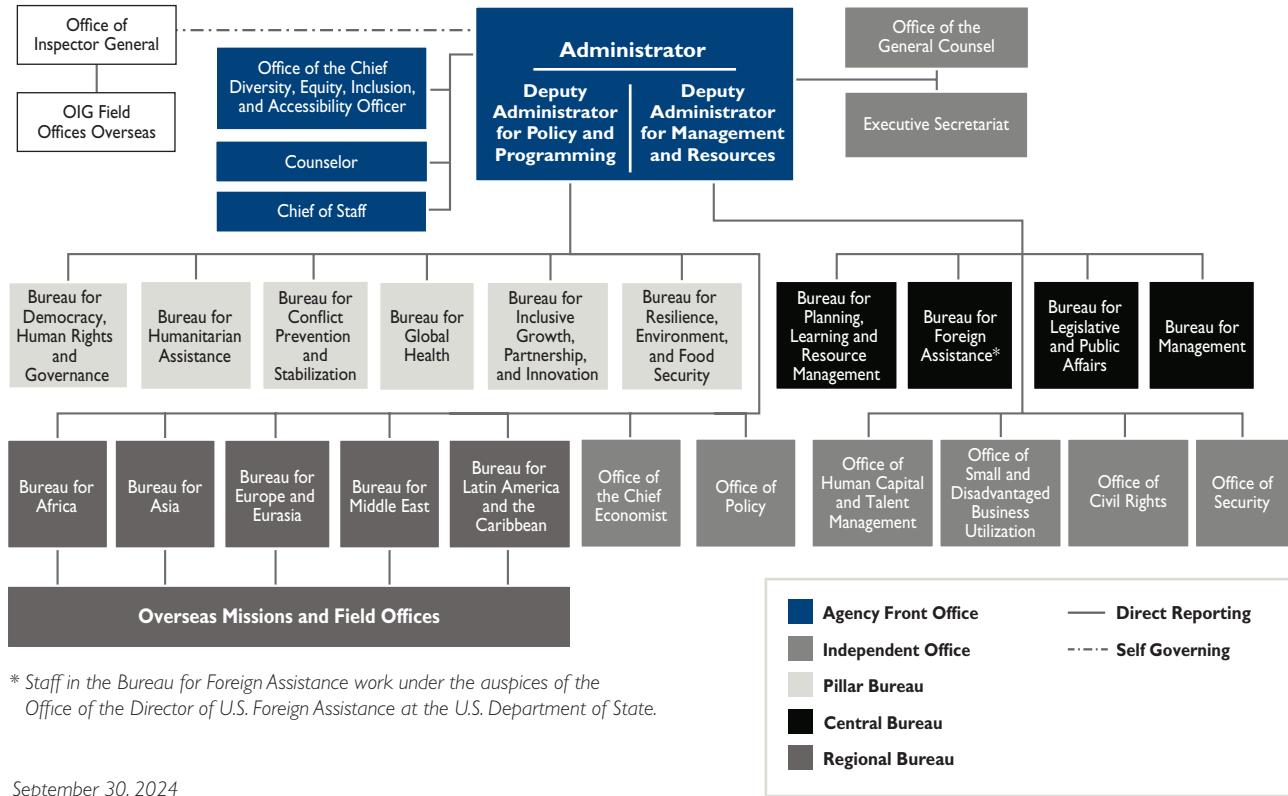 Office of
Inspector General
OIG Field
Offices Overseas
Office of the Chief
Diversity, Equity, Inclusion,
and Accessibility Officer
Counselor
Chief of Staff
Administrator
Deputy
Administrator
for Policy and
Programming
Deputy
Administrator
for Management
and Resources
Office of the
General Counsel
Executive Secretariat
Bureau for
Democracy,
Human Rights
and
Governance
Bureau for
Humanitarian
Assistance
Bureau for
Conflict
Prevention
and
Stabilization
Bureau for
Global
Health
Bureau for
Inclusive
Growth,
Partnership,
and Innovation
Bureau for
Resilience,
Environment,
and Food
Security
Bureau for
Planning,
Learning and
Resource
Management
Bureau for
Foreign
Assistance*
Bureau for
Legislative
and Public
Affairs
Bureau for
Management
Bureau for
Africa
Bureau for
Asia
Bureau for
Europe and
Eurasia
Bureau for
Middle East
Bureau for
Latin America
and the
Caribbean
Office of
the Chief
Economist
Office of
Policy
Office of
Human Capital
and Talent
Management
Office of
Small and
Disadvantaged
Business
Utilization
Office of
Civil Rights
Office of
Security
Overseas Missions and Field Offices
Agency Front Office
Independent Office
Pillar Bureau
Central Bureau
Regional Bureau
Direct Reporting
Self Governing
* Staff in the Bureau for Foreign Assistance work under the auspices of the
Office of the Director of U.S. Foreign Assistance at the U.S. Department of State.
September 30, 2024